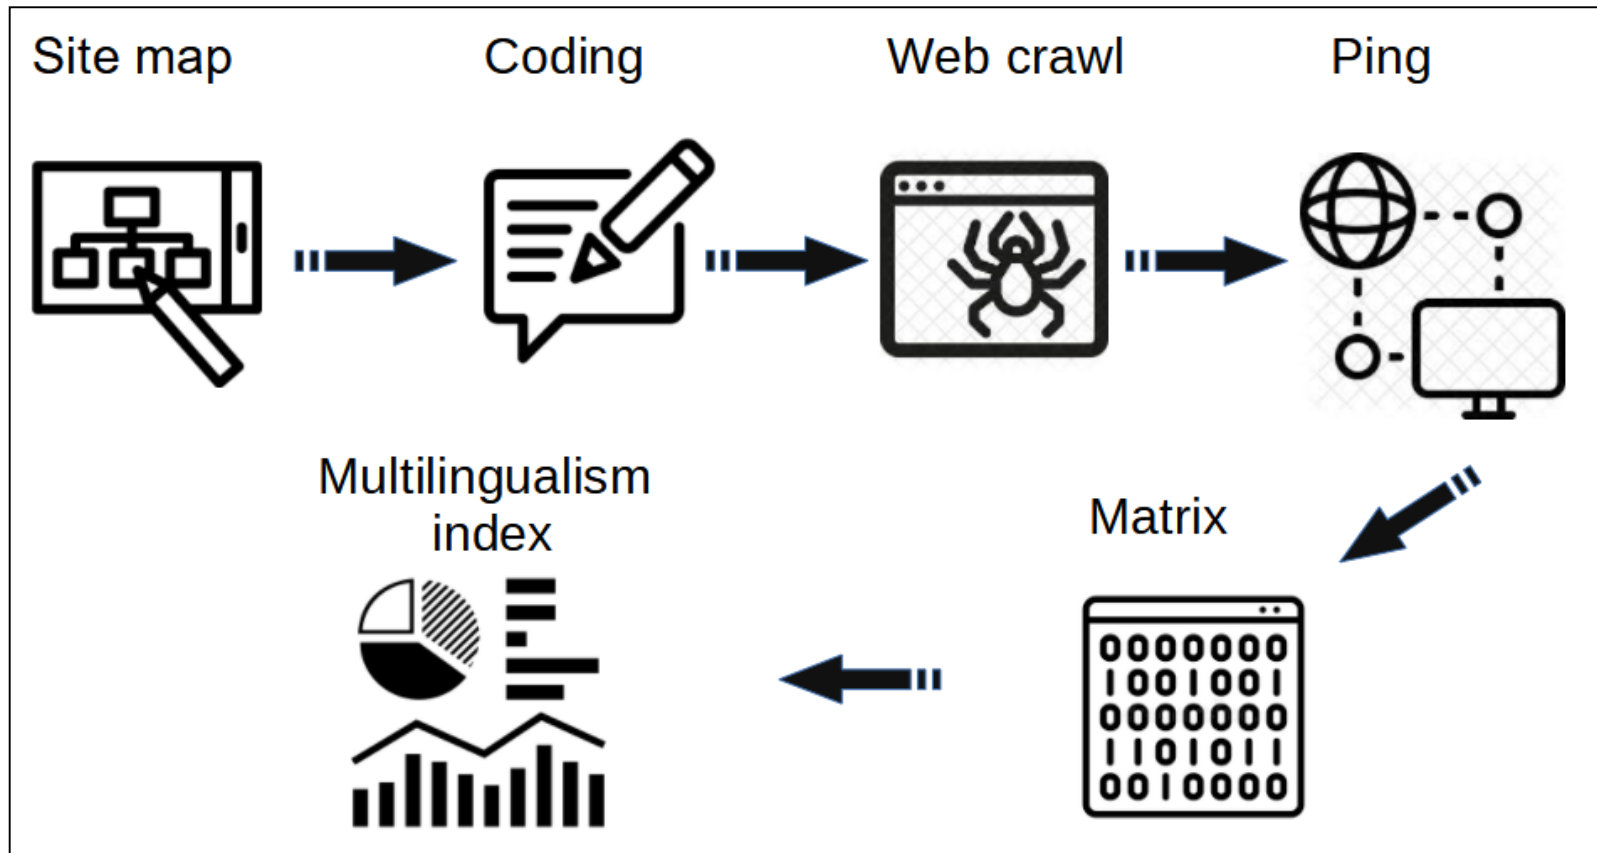 Site map
Coding
Web crawl
Ping
Multilingualism
index
Matrix
0000000
1001001
0000000
1101011
0010000